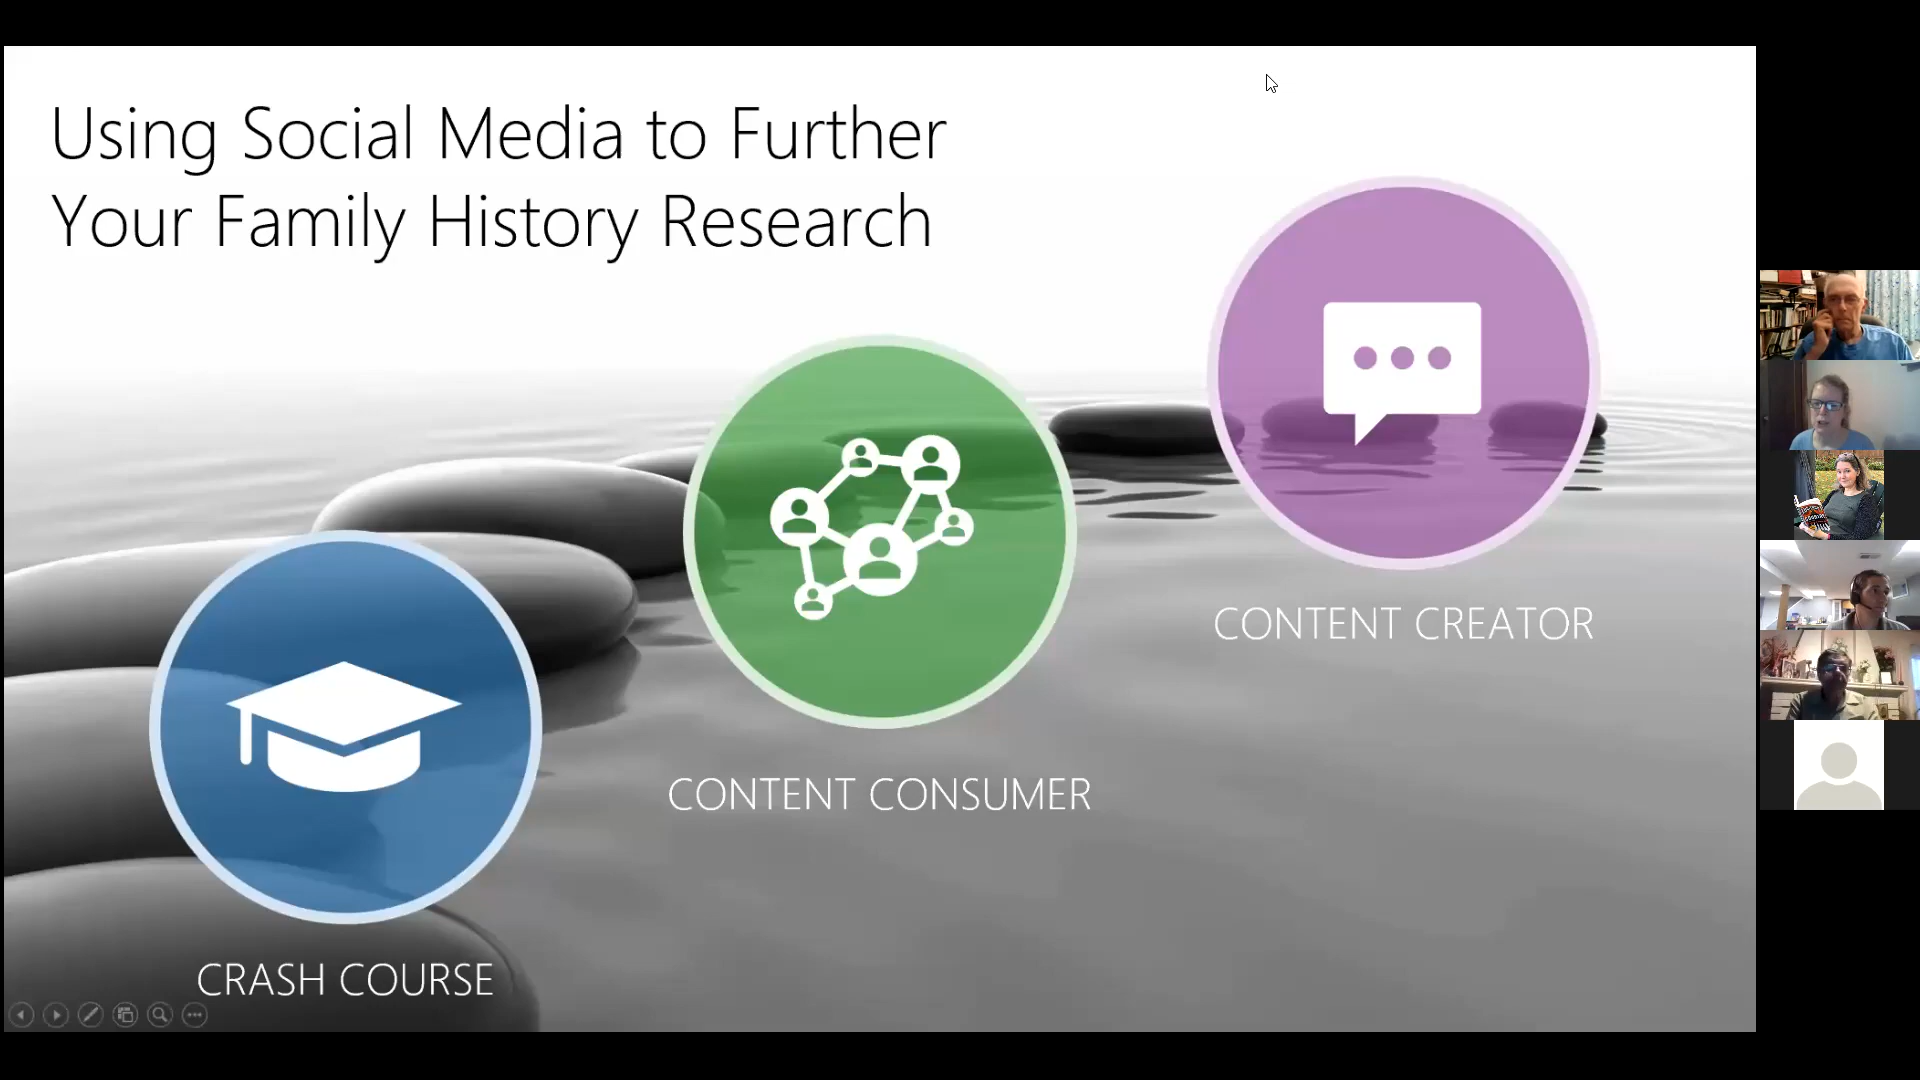 Using Social Media to Further
Your Family History Research
CONTENT CREATOR
CONTENT CONSUMER
CRASH COURSE